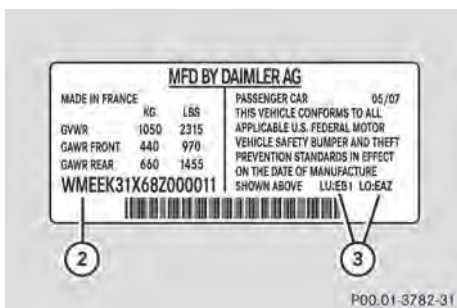 MFD BY DAIMLER AG
MADE IN FRANCE
KG LBS
GVWR 1050 2315
GAWR FRONT 440 970
GAWR REAR 660 1455
WMEEK31X68Z000011
PASSENGER CAR 05/07
THIS VEHICLE CONFORMS TO ALL
APPLICABLE U.S. FEDERAL MOTOR
VEHICLE SAFETY BUMPER AND THEFT
PREVENTION STANDARDS IN EFFECT
ON THE DATE OF MANUFACTURE
SHOWN ABOVE LU:EB1 LO:EAZ
2
3
P00.01-3782-31